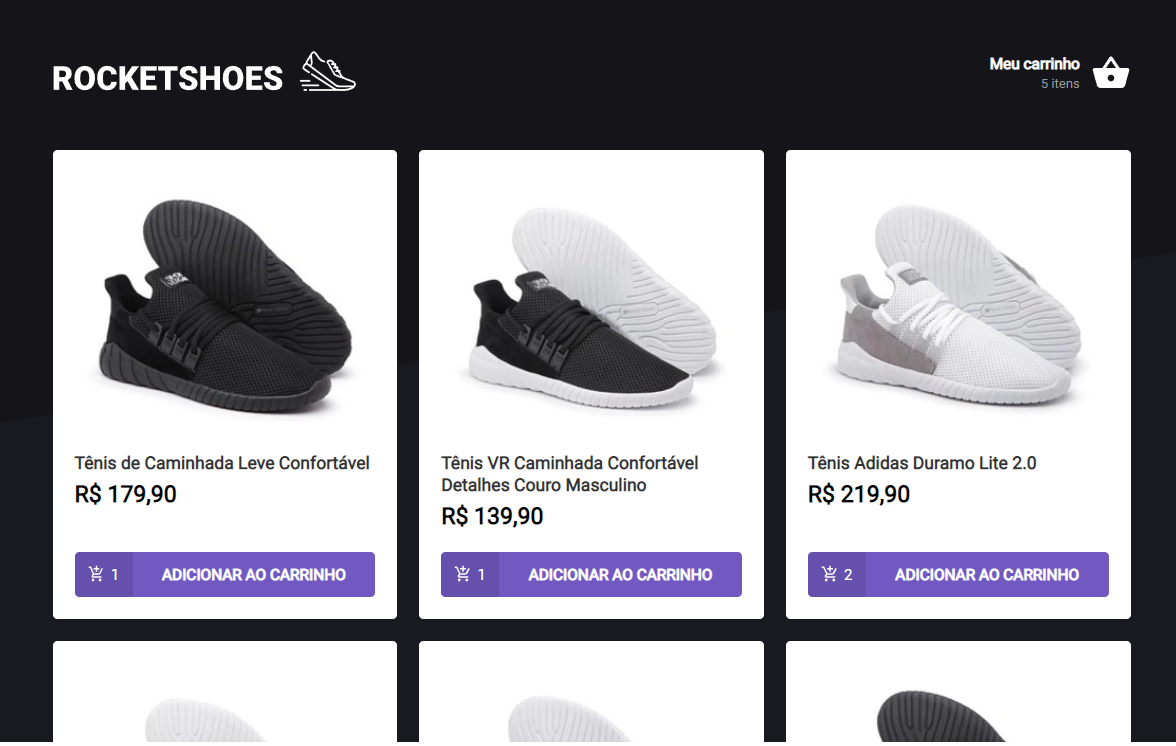 ROCKETSHOES
Meu carrinho
5 itens
Tênis de Caminhada Leve Confortável
R$ 179,90
1 ADICIONAR AO CARRINHO
Tênis VR Caminhada Confortável
Detalhes Couro Masculino
R$ 139,90
1 ADICIONAR AO CARRINHO
Tênis Adidas Duramo Lite 2.0
R$ 219,90
2 ADICIONAR AO CARRINHO